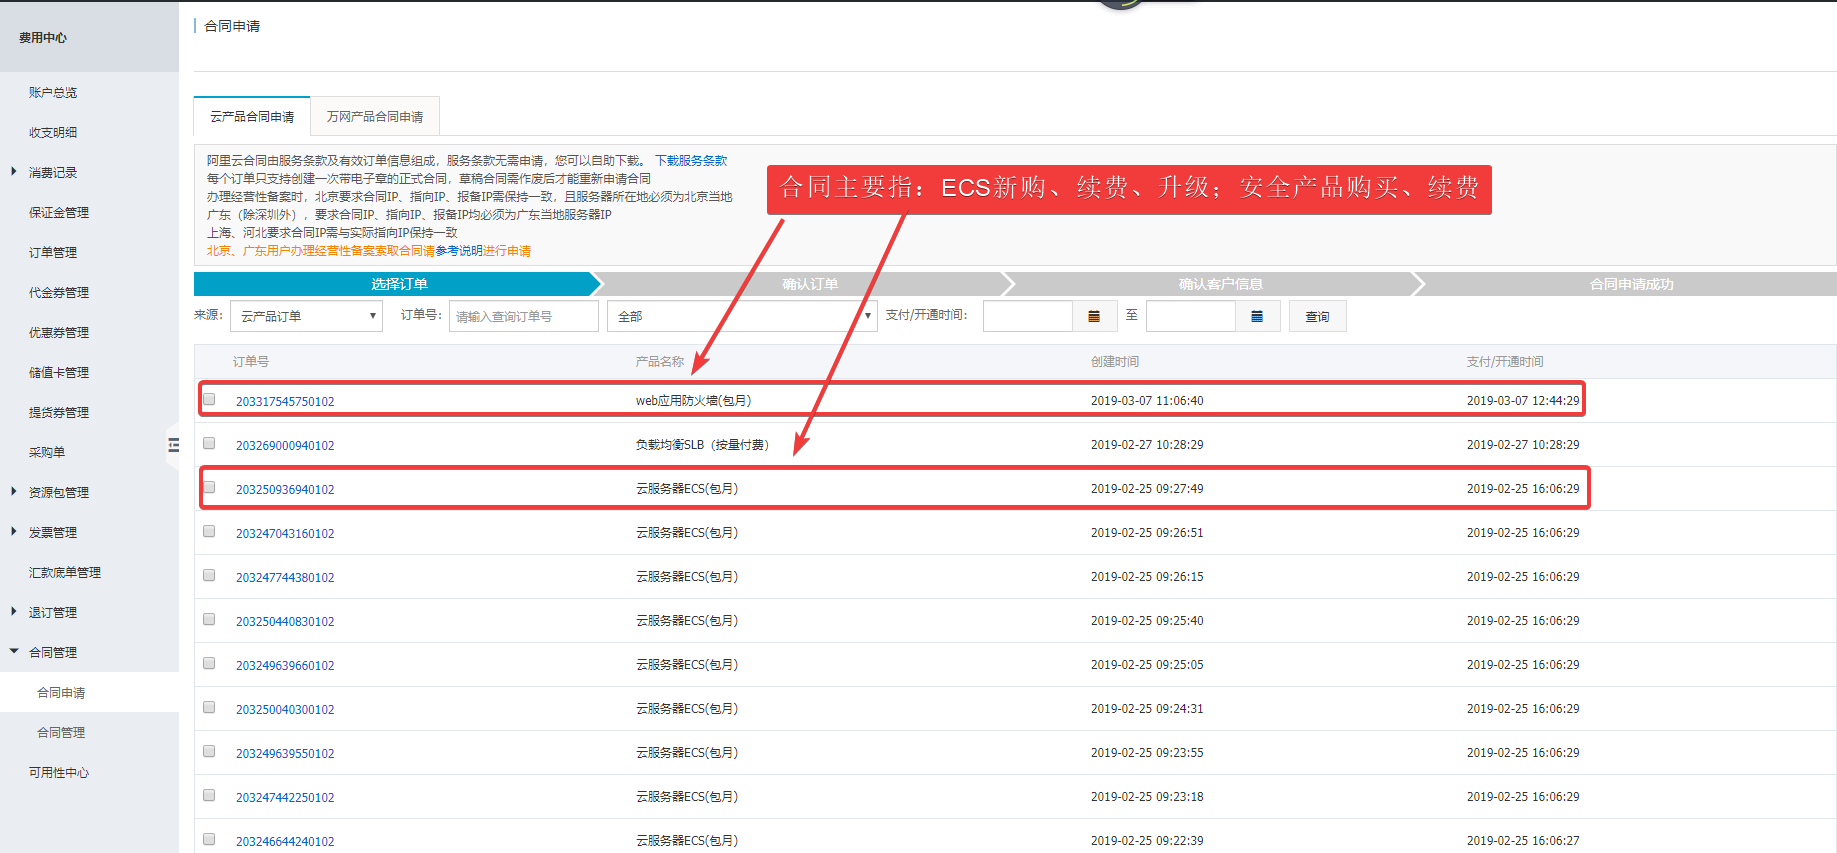 费用中心
账户总览
收支明细
消费记录
保证金管理
订单管理
代金券管理
优惠券管理
储值卡管理
提货券管理
采购单
资源包管理
发票管理
汇款底单管理
退订管理
合同管理
合同申请
合同管理
可用性中心
合同申请
云产品合同申请 万网产品合同申请
阿里云合同由服务条款及有效订单信息组成，服务条款无需申请，您可以自助下载。 下载服务条款
每个订单只支持创建一次带电子章的正式合同，草稿合同需作废后才能重新申请合同
办理经营性备案时，北京要求合同IP、指向IP、报备IP需保持一致，且服务器所在地必须为北京当地
广东（除深圳外），要求合同IP、指向IP、报备IP均必须为广东当地服务器IP
上海、河北要求合同IP需与实际指向IP保持一致
北京、广东用户办理经营性备案索取合同请参考说明进行申请
合同主要指：ECS新购、续费、升级；安全产品购买、续费
选择订单 确认订单 确认客户信息 合同申请成功
来源： 云产品订单 订单号： 请输入查询订单号 全部 支付/开通时间： 至 查询
订单号 产品名称 创建时间 支付/开通时间
203317545750102 web应用防火墙(包月) 2019-03-07 11:06:40 2019-03-07 12:44:29
203269000940102 负载均衡SLB（按量付费） 2019-02-27 10:28:29 2019-02-27 10:28:29
203250936940102 云服务器ECS(包月) 2019-02-25 09:27:49 2019-02-25 16:06:29
203247043160102 云服务器ECS(包月) 2019-02-25 09:26:51 2019-02-25 16:06:29
203247744380102 云服务器ECS(包月) 2019-02-25 09:26:15 2019-02-25 16:06:29
203250440830102 云服务器ECS(包月) 2019-02-25 09:25:40 2019-02-25 16:06:29
203249639660102 云服务器ECS(包月) 2019-02-25 09:25:05 2019-02-25 16:06:29
203250040300102 云服务器ECS(包月) 2019-02-25 09:24:31 2019-02-25 16:06:29
203249639550102 云服务器ECS(包月) 2019-02-25 09:23:55 2019-02-25 16:06:29
203247442250102 云服务器ECS(包月) 2019-02-25 09:23:18 2019-02-25 16:06:29
203246644240102 云服务器ECS(包月) 2019-02-25 09:22:39 2019-02-25 16:06:27